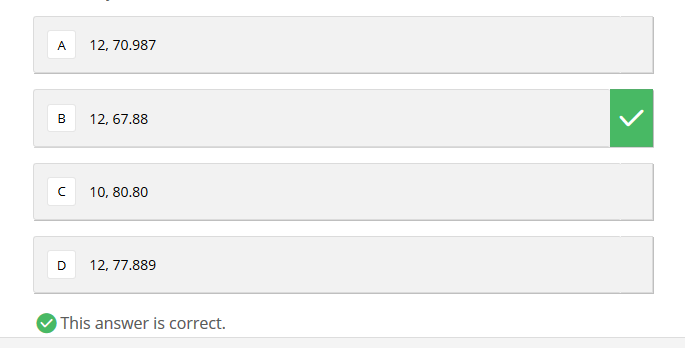 A 12, 70.987
B 12, 67.88
C 10, 80.80
D 12, 77.889
This answer is correct.